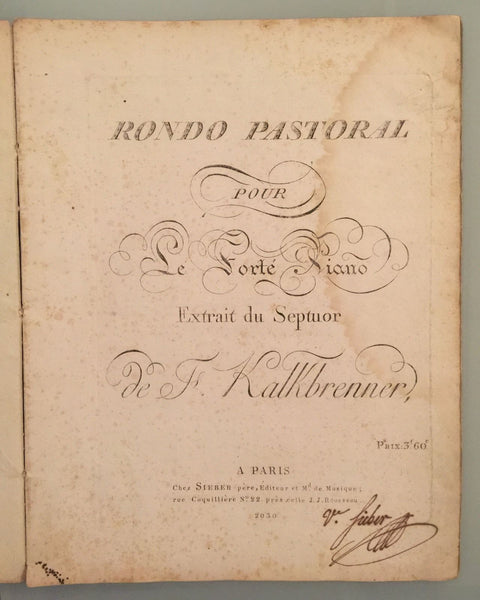 RONDO PASTORAL
POUR
Le Forté Piano
Extrait du Septuor
de F. Kalkbrenner,
Prix: 3f 60c
A PARIS
Chez SIEBER père, Editeur et Md de Musique;
rue Coquillière No 22 près celle J. J. Rousseau.
2030
Ve Sieber